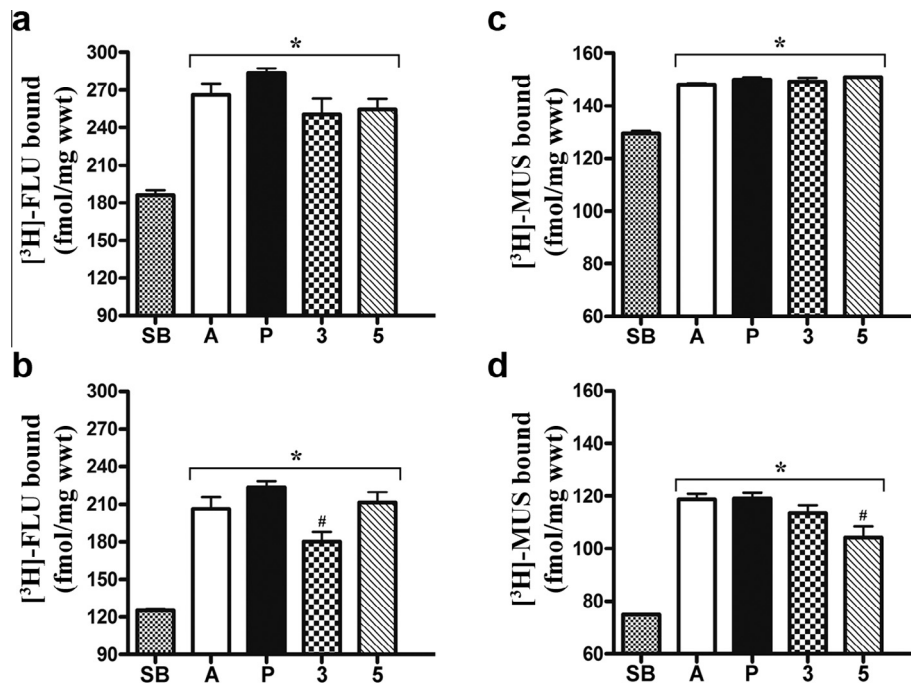 a
[³H]-FLU bound
(fmol/mg wwt)
300
270
240
210
180
150
120
90
*
SB A P 3 5
c
[³H]-MUS bound
(fmol/mg wwt)
160
140
120
100
80
60
*
SB A P 3 5
b
[³H]-FLU bound
(fmol/mg wwt)
300
270
240
210
180
150
120
90
*
#
SB A P 3 5
d
[³H]-MUS bound
(fmol/mg wwt)
160
140
120
100
80
60
*
#
SB A P 3 5